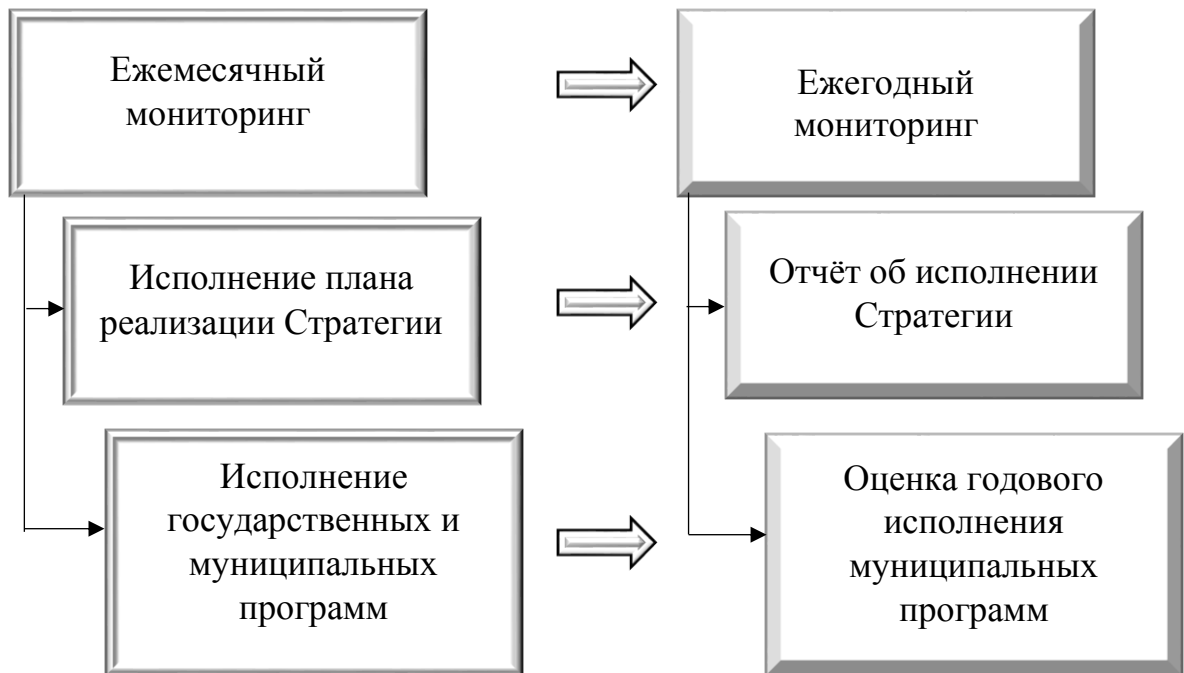 Ежемесячный
мониторинг
Ежегодный
мониторинг
Исполнение плана
реализации Стратегии
Отчёт об исполнении
Стратегии
Исполнение
государственных и
муниципальных
программ
Оценка годового
исполнения
муниципальных
программ